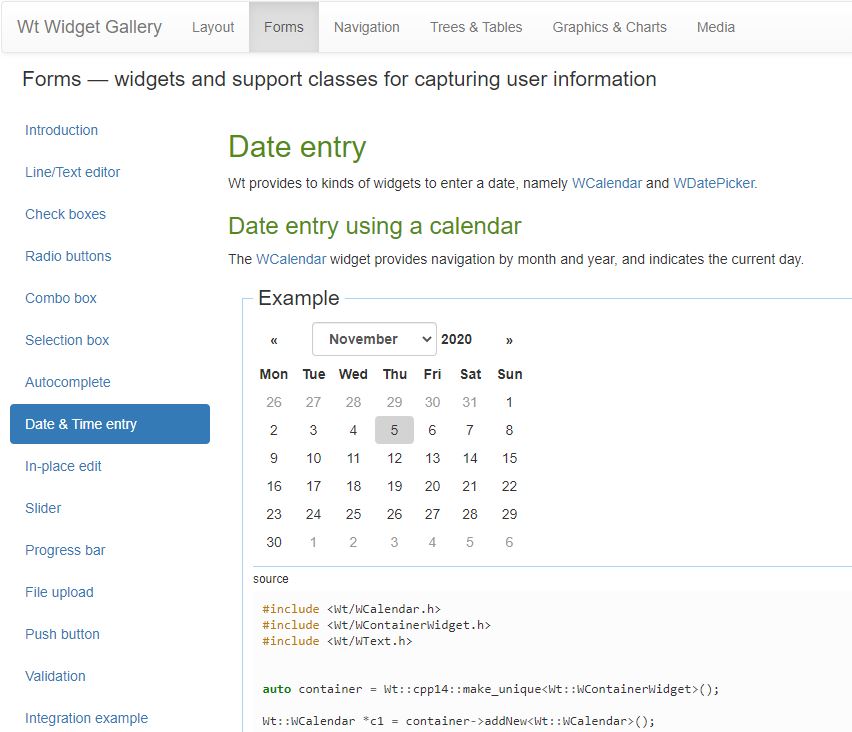 Wt Widget Gallery Layout Forms Navigation Trees & Tables Graphics & Charts Media
Forms — widgets and support classes for capturing user information
Introduction
Line/Text editor
Check boxes
Radio buttons
Combo box
Selection box
Autocomplete
Date & Time entry
In-place edit
Slider
Progress bar
File upload
Push button
Validation
Integration example
Date entry
Wt provides to kinds of widgets to enter a date, namely WCalendar and WDatePicker.
Date entry using a calendar
The WCalendar widget provides navigation by month and year, and indicates the current day.
Example
« November 2020 »
Mon Tue Wed Thu Fri Sat Sun
26 27 28 29 30 31 1
2 3 4 5 6 7 8
9 10 11 12 13 14 15
16 17 18 19 20 21 22
23 24 25 26 27 28 29
30 1 2 3 4 5 6
source
#include <Wt/WCalendar.h>
#include <Wt/WContainerWidget.h>
#include <Wt/WText.h>
auto container = Wt::cpp14::make_unique<Wt::WContainerWidget>();
Wt::WCalendar *c1 = container->addNew<Wt::WCalendar>();